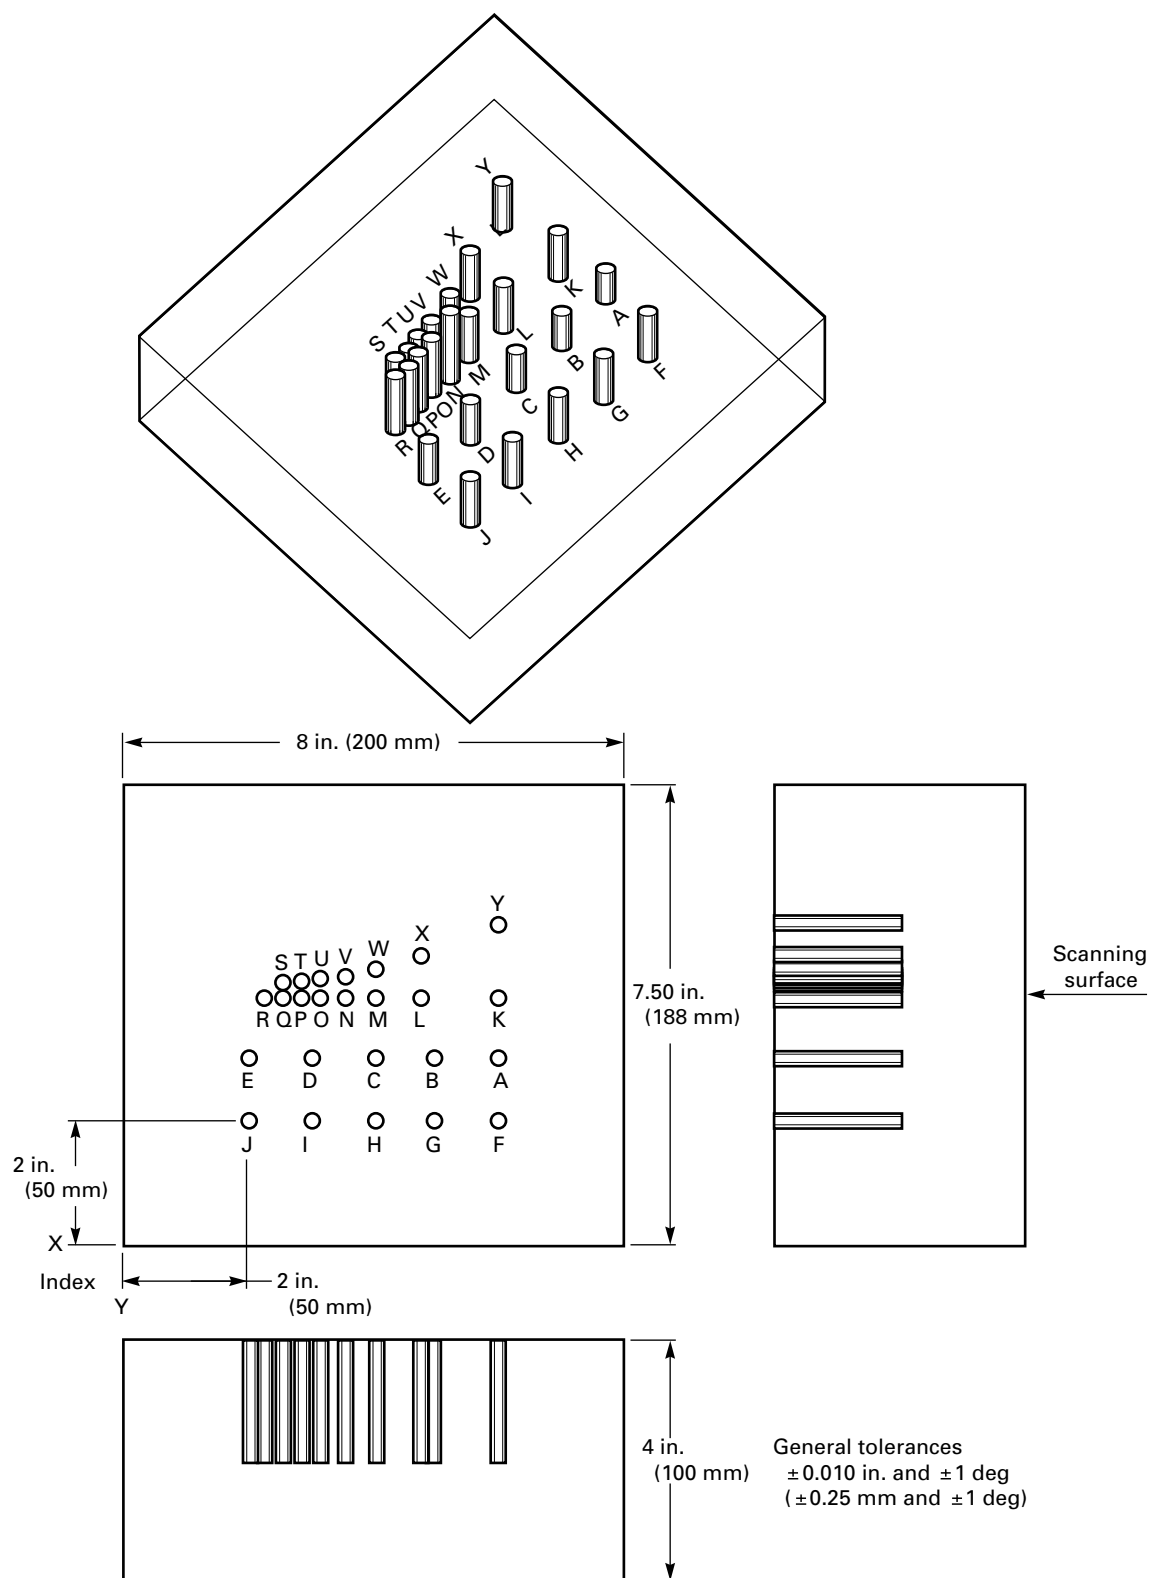 Y
X
K
W
A
V
U
T
S
L
B
F
M
C
G
N
O
P
Q
R
D
H
E
I
J
8 in. (200 mm)
Y
X
W
S T U V
7.50 in.
(188 mm)
Scanning
surface
R Q P O N M L K
E D C B A
J I H G F
2 in.
(50 mm)
X
Index
Y
2 in.
(50 mm)
4 in.
(100 mm)
General tolerances
±0.010 in. and ±1 deg
(±0.25 mm and ±1 deg)